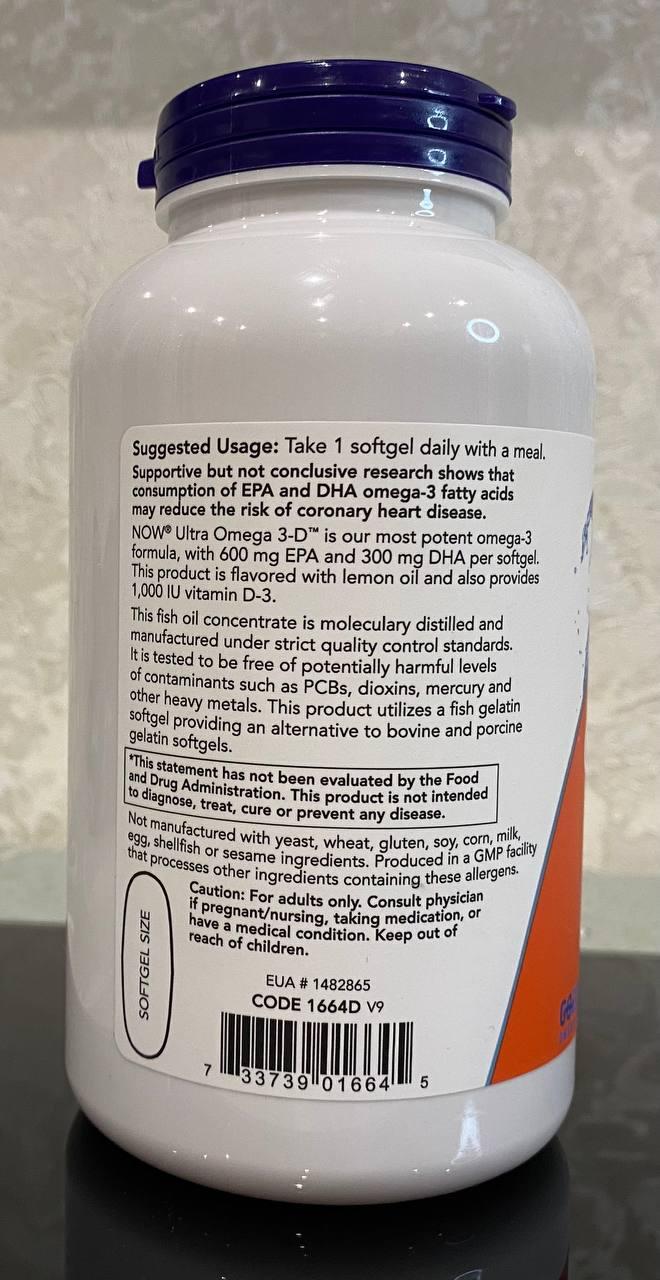 Suggested Usage: Take 1 softgel daily with a meal.
Supportive but not conclusive research shows that
consumption of EPA and DHA omega-3 fatty acids
may reduce the risk of coronary heart disease.
NOW® Ultra Omega 3-D™ is our most potent omega-3
formula, with 600 mg EPA and 300 mg DHA per softgel.
This product is flavored with lemon oil and also provides
1,000 IU vitamin D-3.
This fish oil concentrate is moleculary distilled and
manufactured under strict quality control standards.
It is tested to be free of potentially harmful levels
of contaminants such as PCBs, dioxins, mercury and
other heavy metals. This product utilizes a fish gelatin
softgel providing an alternative to bovine and porcine
gelatin softgels.
*This statement has not been evaluated by the Food
and Drug Administration. This product is not intended
to diagnose, treat, cure or prevent any disease.
Not manufactured with yeast, wheat, gluten, soy, corn, milk,
egg, shellfish or sesame ingredients. Produced in a GMP facility
that processes other ingredients containing these allergens.
Caution: For adults only. Consult physician
if pregnant/nursing, taking medication, or
have a medical condition. Keep out of
reach of children.
SOFTGEL SIZE
EUA # 1482865
CODE 1664D V9
7 33739 01664 5